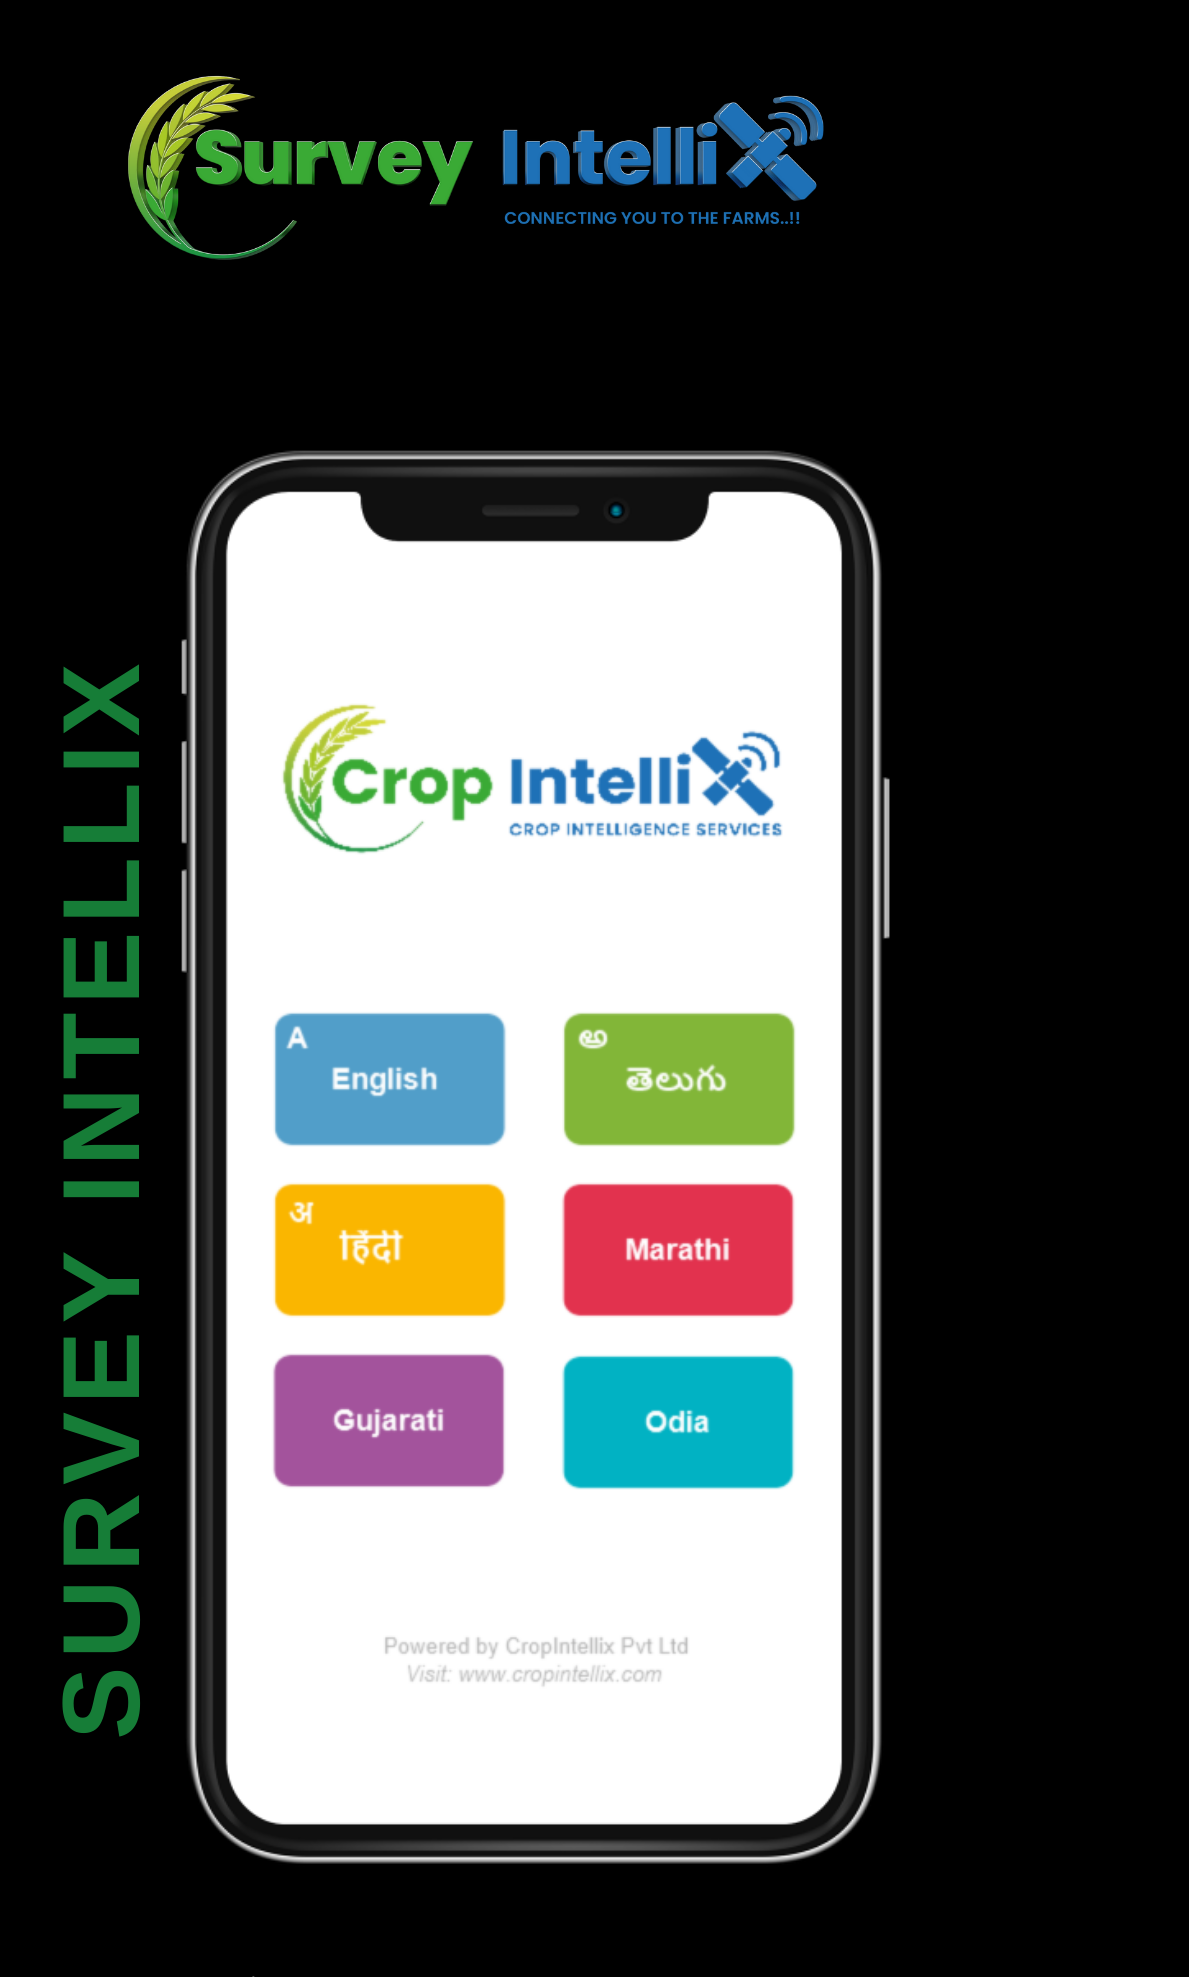 Survey Intellix
CONNECTING YOU TO THE FARMS..!!
SURVEY INTELLIX
Crop Intellix
CROP INTELLIGENCE SERVICES
A
English
అ
తెలుగు
अ
हिंदी
Marathi
Gujarati
Odia
Powered by CropIntellix Pvt Ltd
Visit: www.cropintellix.com